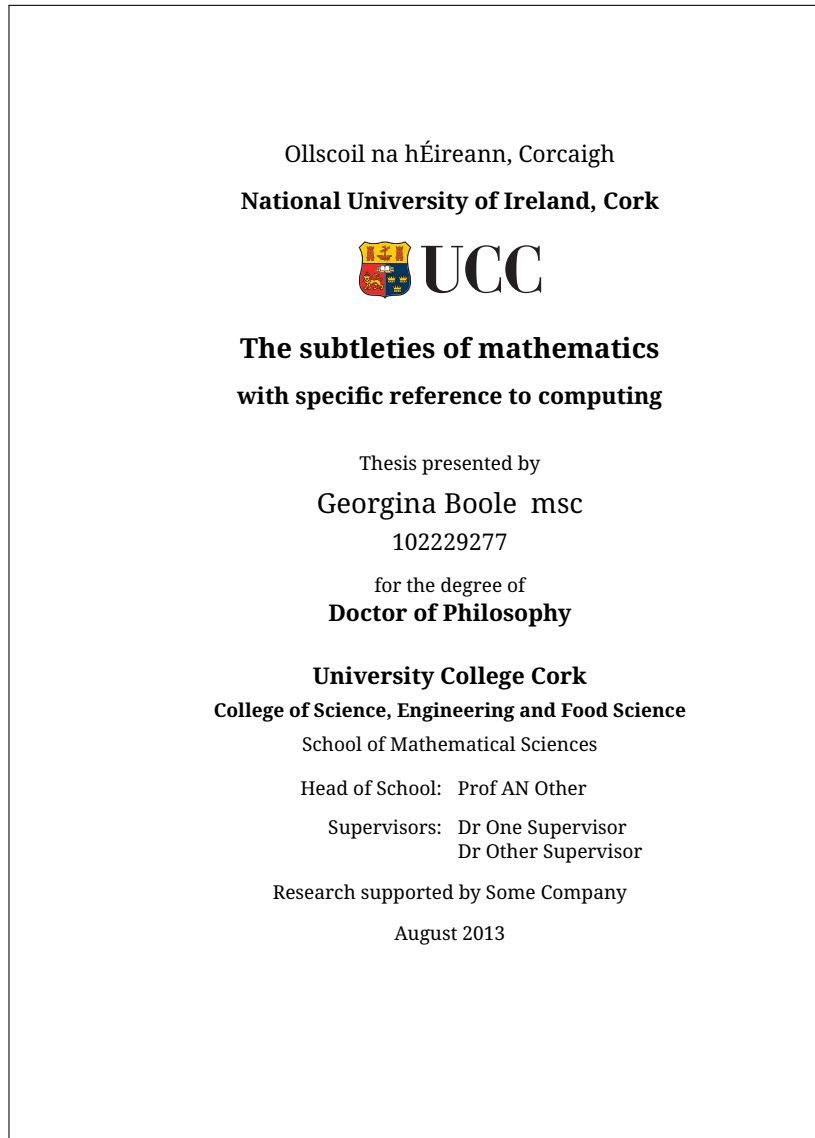 Ollscoil na hÉireann, Corcaigh
National University of Ireland, Cork
UCC
The subtleties of mathematics
with specific reference to computing
Thesis presented by
Georgina Boole msc
102229277
for the degree of
Doctor of Philosophy
University College Cork
College of Science, Engineering and Food Science
School of Mathematical Sciences
Head of School: Prof AN Other
Supervisors: Dr One Supervisor
Dr Other Supervisor
Research supported by Some Company
August 2013